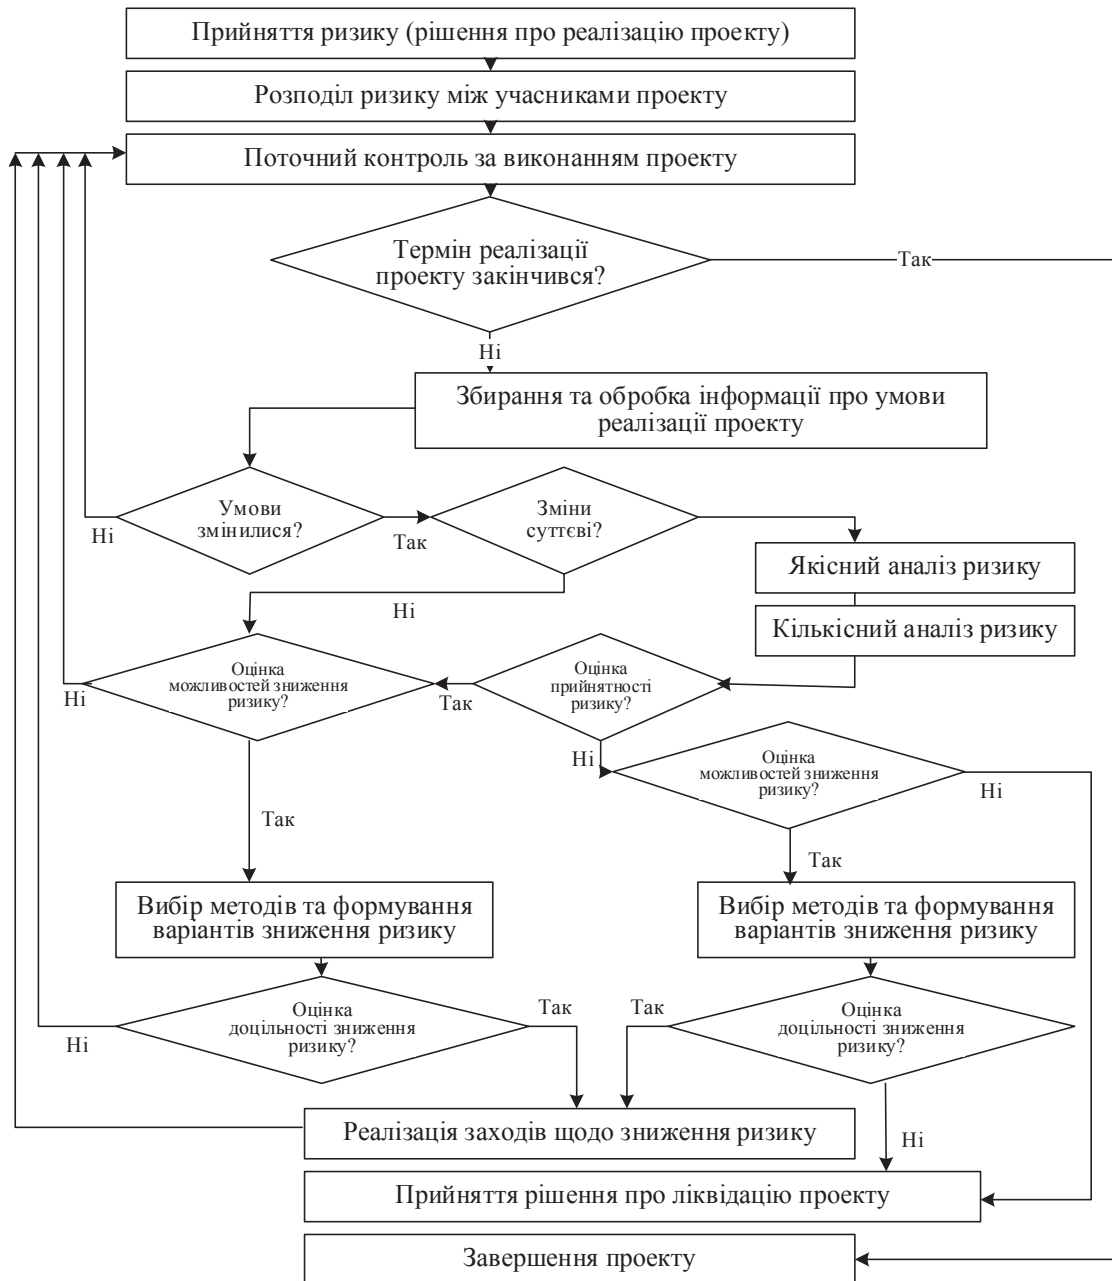 Прийняття ризику (рішення про реалізацію проекту)
Розподіл ризику між учасниками проекту
Поточний контроль за виконанням проекту
Термін реалізації
проекту закінчився?
Так
Ні
Збирання та обробка інформації про умови
реалізації проекту
Умови
змінилися?
Ні
Так
Зміни
суттєві?
Ні
Якісний аналіз ризику
Кількісний аналіз ризику
Оцінка
можливостей зниження
ризику?
Ні
Так
Оцінка
прийнятності
ризику?
Ні
Оцінка
можливостей зниження
ризику?
Ні
Так
Так
Вибір методів та формування
варіантів зниження ризику
Вибір методів та формування
варіантів зниження ризику
Оцінка
доцільності зниження
ризику?
Ні
Так
Так
Оцінка
доцільності зниження
ризику?
Ні
Реалізація заходів щодо зниження ризику
Прийняття рішення про ліквідацію проекту
Завершення проекту